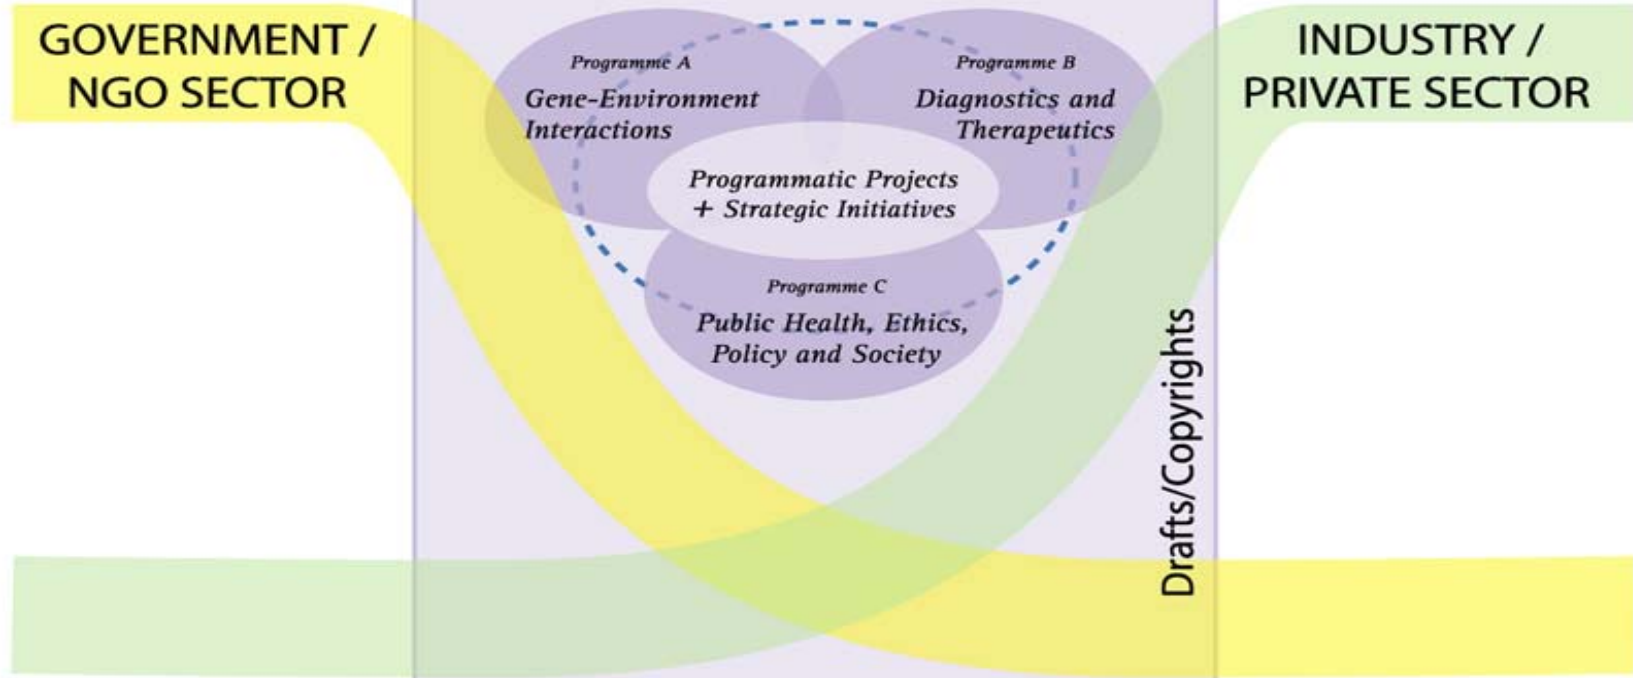 GOVERNMENT /
NGO SECTOR
Programme A
Gene-Environment
Interactions
Programme B
Diagnostics and
Therapeutics
INDUSTRY /
PRIVATE SECTOR
Programmatic Projects
+ Strategic Initiatives
Programme C
Public Health, Ethics,
Policy and Society
Drafts/Copyrights